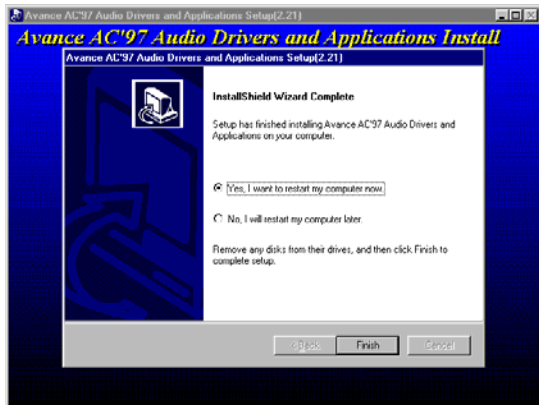 Avance AC'97 Audio Drivers and Applications Setup(2.21)
Avance AC'97 Audio Drivers and Applications Install
Avance AC'97 Audio Drivers and Applications Setup(2.21)
InstallShield Wizard Complete
Setup has finished installing Avance AC'97 Audio Drivers and
Applications on your computer.
Yes, I want to restart my computer now.
No, I will restart my computer later.
Remove any disks from their drives, and then click Finish to
complete setup.
< Back
Finish
Cancel